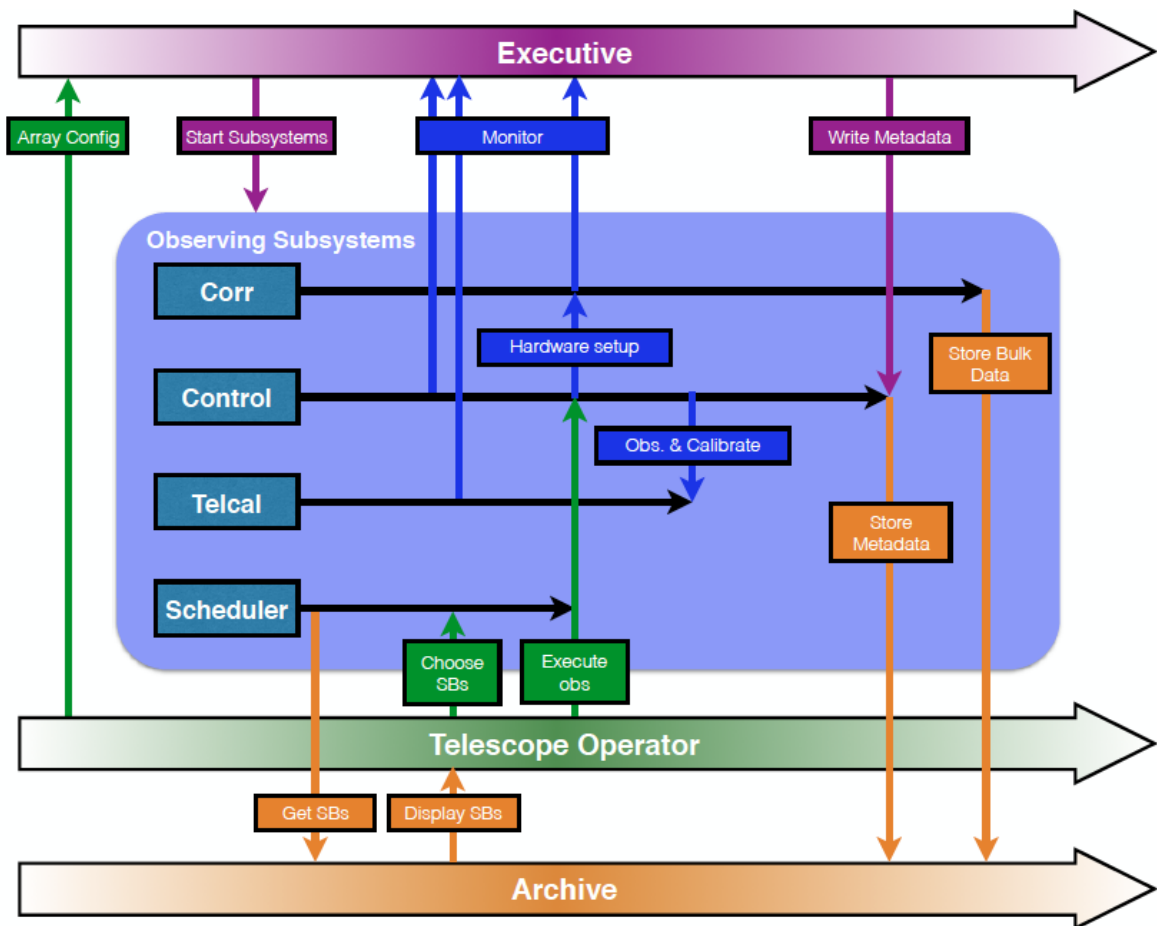 Executive
Array Config
Start Subsystems
Monitor
Write Metadata
Observing Subsystems
Corr
Hardware setup
Store Bulk
Data
Control
Obs. & Calibrate
Telcal
Store
Metadata
Scheduler
Choose
SBs
Execute
obs
Telescope Operator
Get SBs
Display SBs
Archive